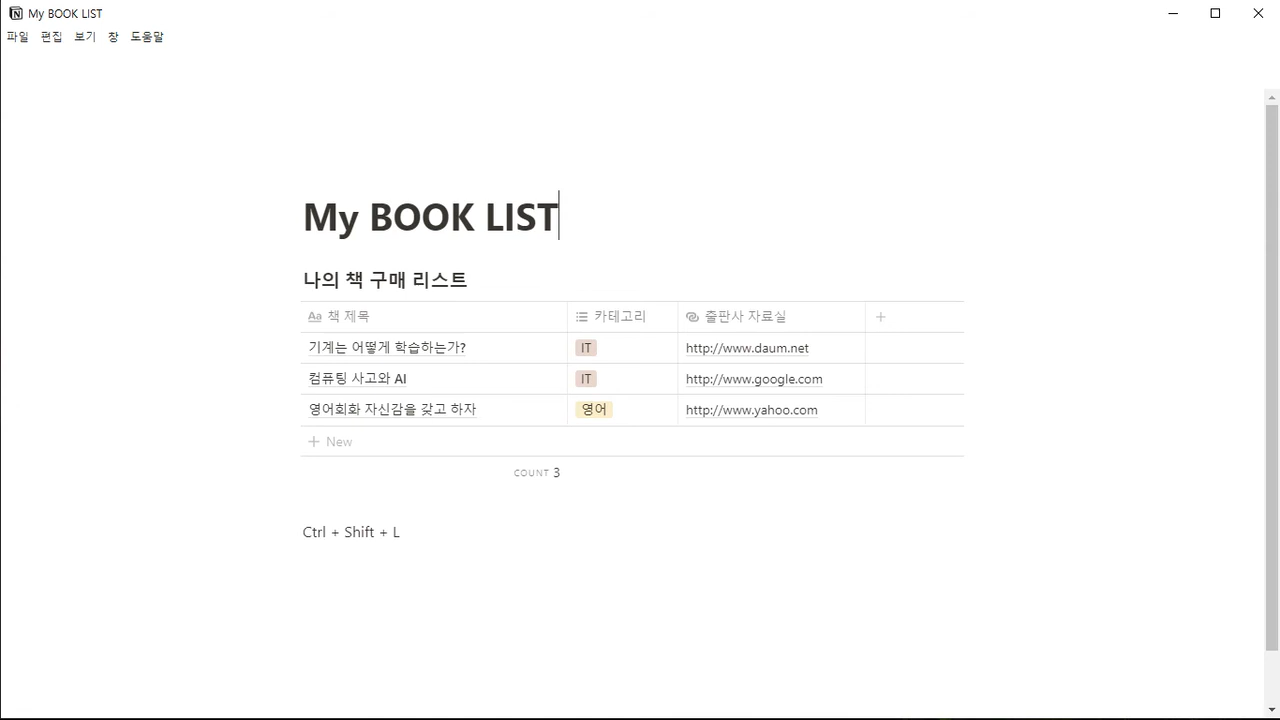 My BOOK LIST
파일 편집 보기 창 도움말
My BOOK LIST
나의 책 구매 리스트
Aa 책 제목 카테고리 출판사 자료실 +
기계는 어떻게 학습하는가? IT http://www.daum.net
컴퓨팅 사고와 AI IT http://www.google.com
영어회화 자신감을 갖고 하자 영어 http://www.yahoo.com
+ New
COUNT 3
Ctrl + Shift + L